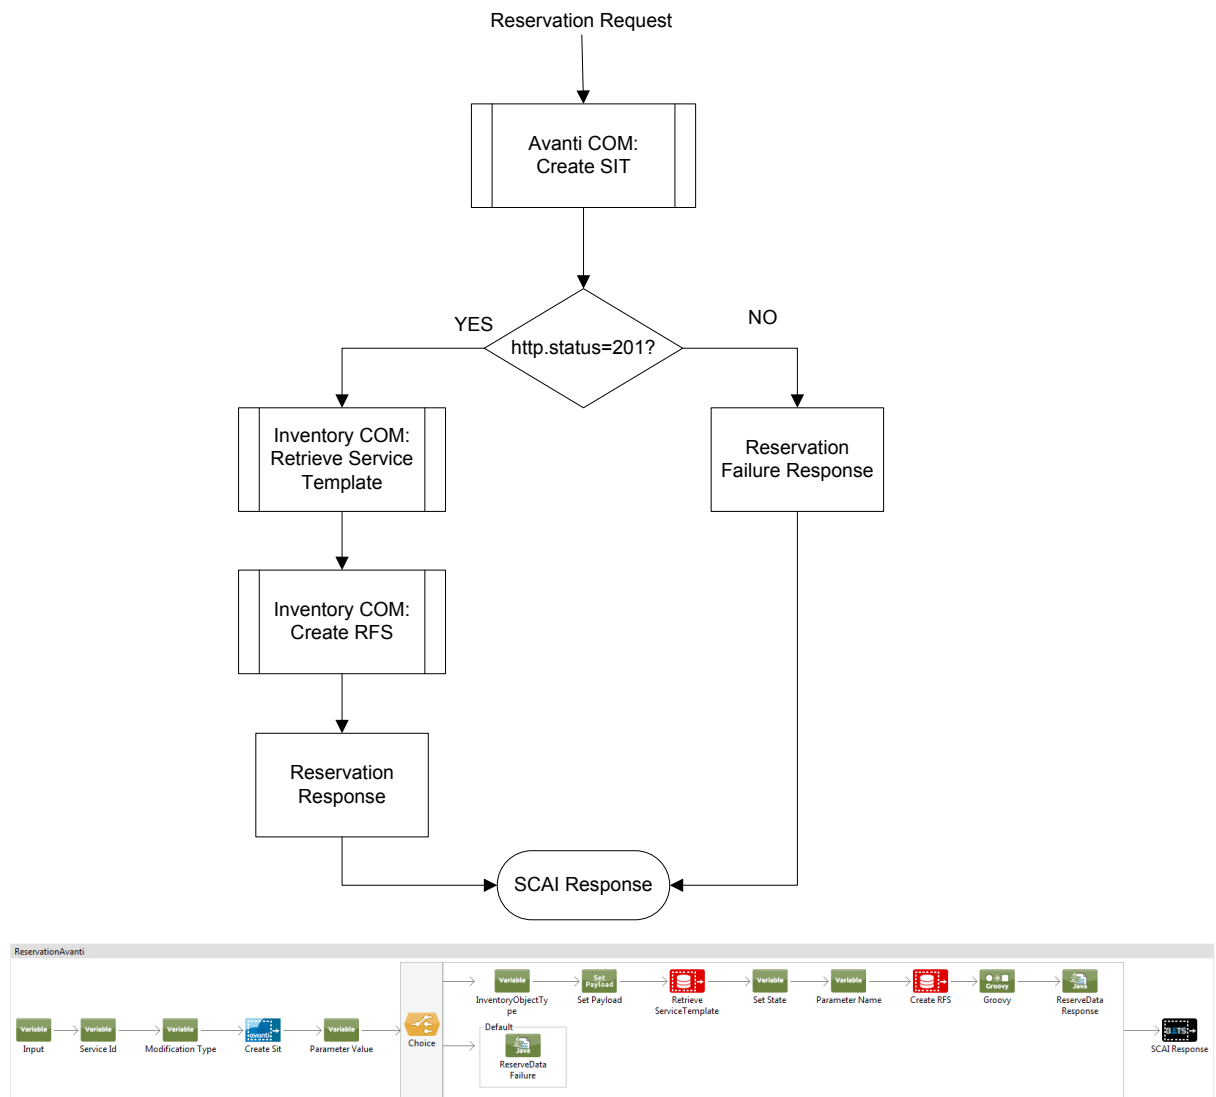 Reservation Request
Avanti COM:
Create SIT
YES
NO
http.status=201?
Inventory COM:
Retrieve Service
Template
Reservation
Failure Response
Inventory COM:
Create RFS
Reservation
Response
SCAI Response
ReservationAvanti
Variable
Input
Variable
Service Id
Variable
Modification Type
avanti
Create Sit
Variable
Parameter Value
Choice
Variable
InventoryObjectTy
pe
Set
Payload
Set Payload
Retrieve
ServiceTemplate
Variable
Set State
Variable
Parameter Name
Create RFS
Groovy
Groovy
Java
ReserveData
Response
Default
Java
ReserveData
Failure
BATS
SCAI Response